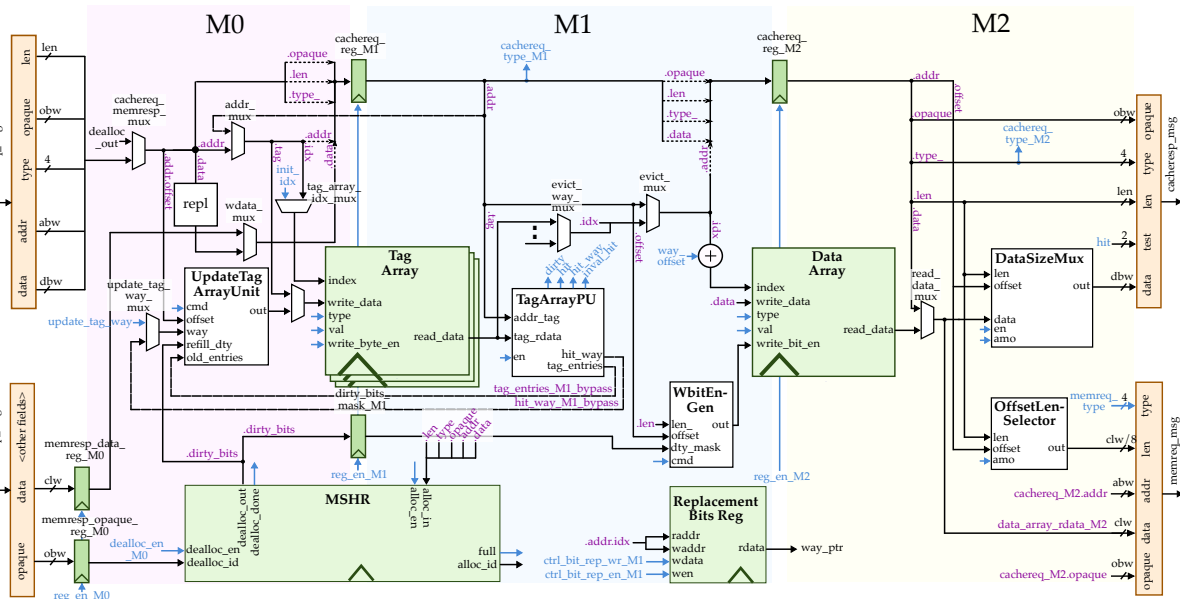 M0
M1
M2
len
opaque
type
addr
data
len
obw
4
abw
dbw
cachereq_
memresp_
mux
dealloc
_out
addr_
mux
.opaque
.len
.type_
.addr
.data
.addr
.data
.addr.offset
.tag
.idx
init_
idx
tag_array_
idx_mux
repl
wdata_
mux
cachereq_
reg_M1
cachereq_
type_M1
.addr
.opaque
.len
.type_
.data
.addr
cachereq_
reg_M2
.addr
.offset
.opaque
cachereq_
type_M2
.type_
.len
.data
obw
4
len
hit
2
dbw
opaque
type
len
test
data
cacheresp_msg
update_tag_
way_
mux
update_tag_way
UpdateTag
ArrayUnit
cmd
offset
way
refill_dty
old_entries
out
Tag
Array
index
write_data
type
val
write_byte_en
read_data
evict_
way_
mux
evict_
mux
.idx
.tag
.offset
dirty
hit
hit_way
inval_hit
TagArrayPU
addr_tag
tag_rdata
en
hit_way
tag_entries
way_
offset
+
.idx
Data
Array
index
write_data
type
val
write_bit_en
read_data
.data
read_
data_
mux
DataSizeMux
len
offset
data
en
amo
out
tag_entries_M1_bypass
hit_way_M1_bypass
dirty_bits_
mask_M1
.dirty_bits
.dirty_bits
reg_en_M1
len
type
opaque
addr
data
.len
WbitEn-
Gen
len_
offset
dty_mask
cmd
out
reg_en_M2
OffsetLen-
Selector
len
offset
amo
out
memreq_
type
4
clw/8
cachereq_M2.addr
abw
data_array_rdata_M2
clw
cachereq_M2.opaque
obw
type
len
addr
data
opaque
memreq_msg
<other fields>
data
opaque
clw
obw
memresp_data_
reg_M0
memresp_opaque_
reg_M0
reg_en_M0
dealloc_en
_M0
MSHR
dealloc_out
dealloc_done
alloc_en
alloc_in
dealloc_en
dealloc_id
full
alloc_id
Replacement
Bits Reg
raddr
waddr
wdata
wen
rdata
.addr.idx
ctrl_bit_rep_wr_M1
ctrl_bit_rep_en_M1
way_ptr